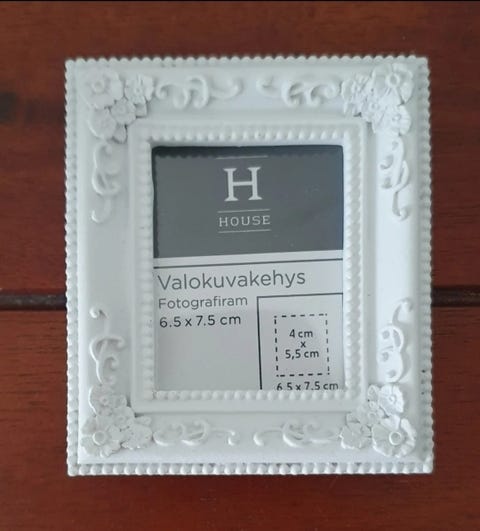 H
HOUSE
Valokuvakehys
Fotografiram
6.5 x 7.5 cm
4 cm
x
5,5 cm
6.5 x 7.5 cm